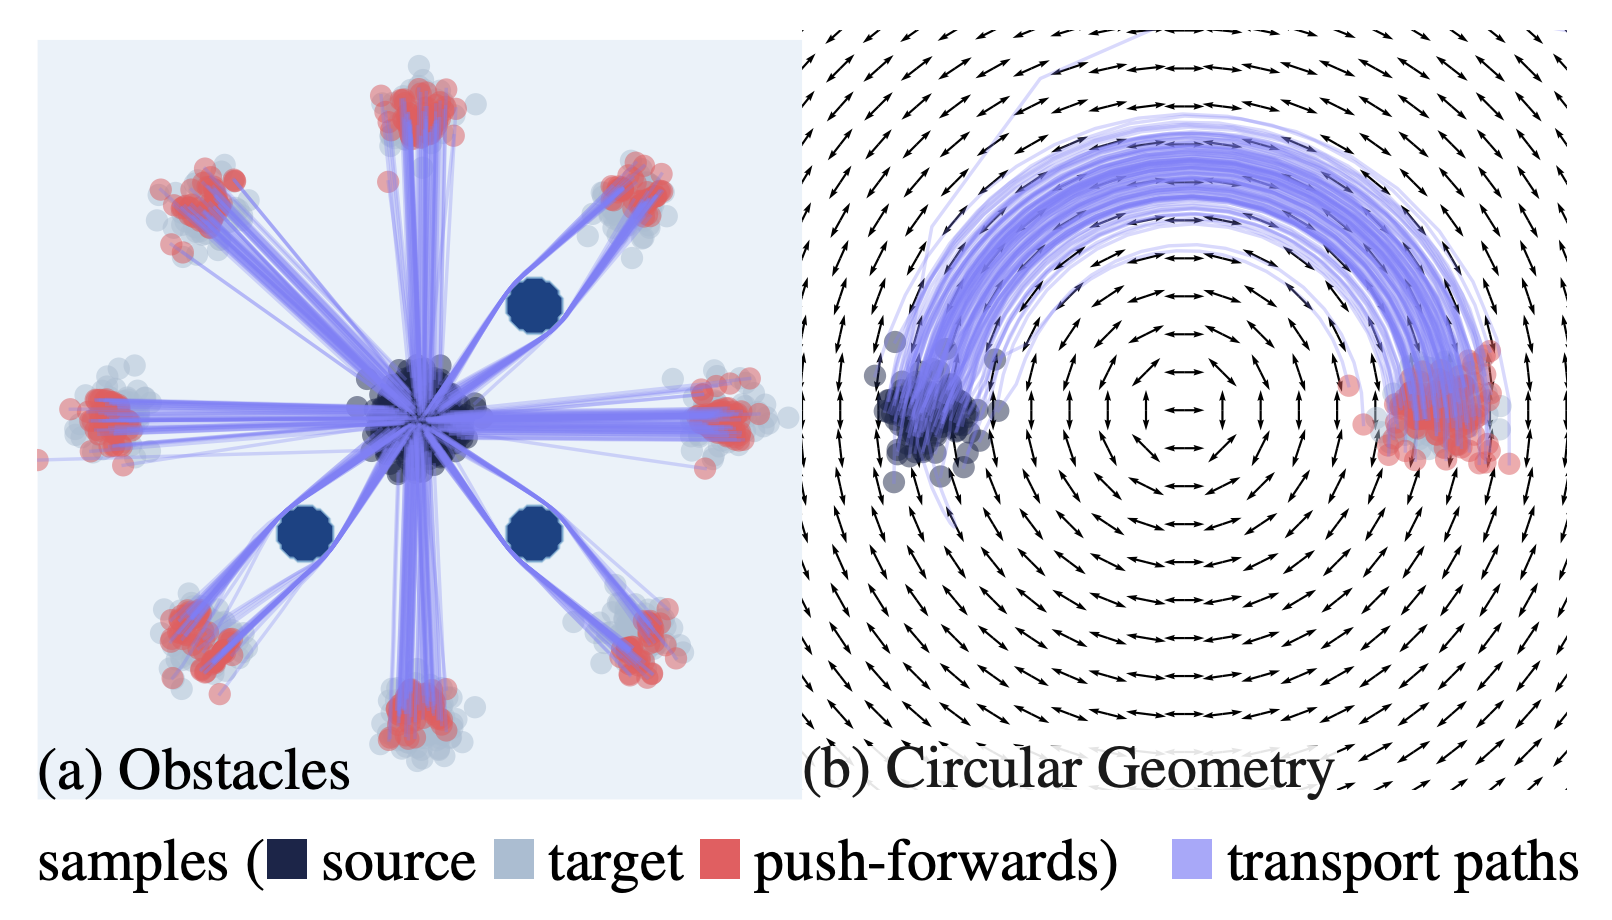 (a) Obstacles
(b) Circular Geometry
samples (source target push-forwards) transport paths